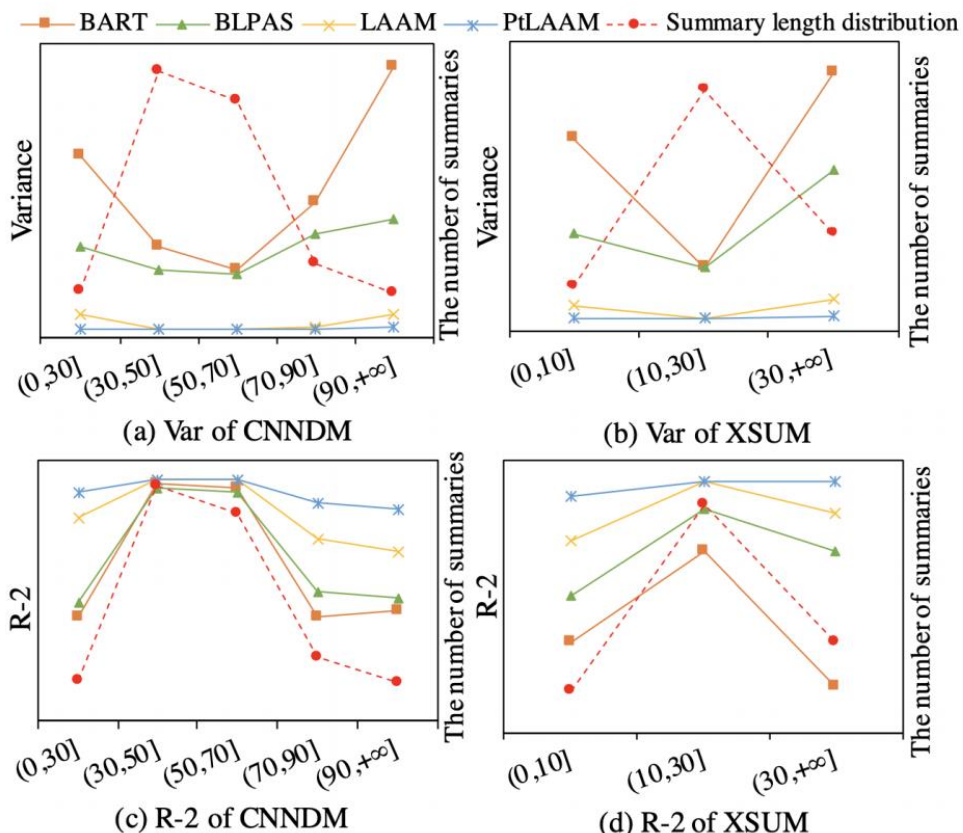 BART BLPAS LAAM PtLAAM Summary length distribution
Variance
The number of summaries
(0,30] (30,50] (50,70] (70,90] (90,+∞]
(a) Var of CNNDM
Variance
The number of summaries
(0,10] (10,30] (30,+∞]
(b) Var of XSUM
R-2
The number of summaries
(0,30] (30,50] (50,70] (70,90] (90,+∞]
(c) R-2 of CNNDM
R-2
The number of summaries
(0,10] (10,30] (30,+∞]
(d) R-2 of XSUM